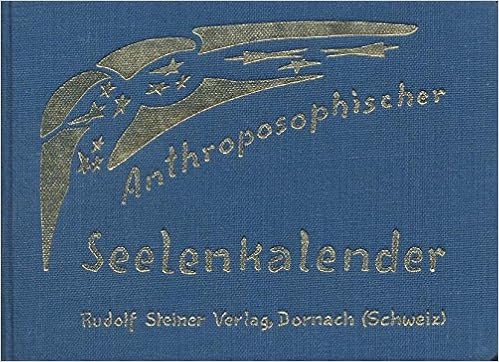 Anthroposophischer
Seelenkalender
Rudolf Steiner Verlag, Dornach (Schweiz)